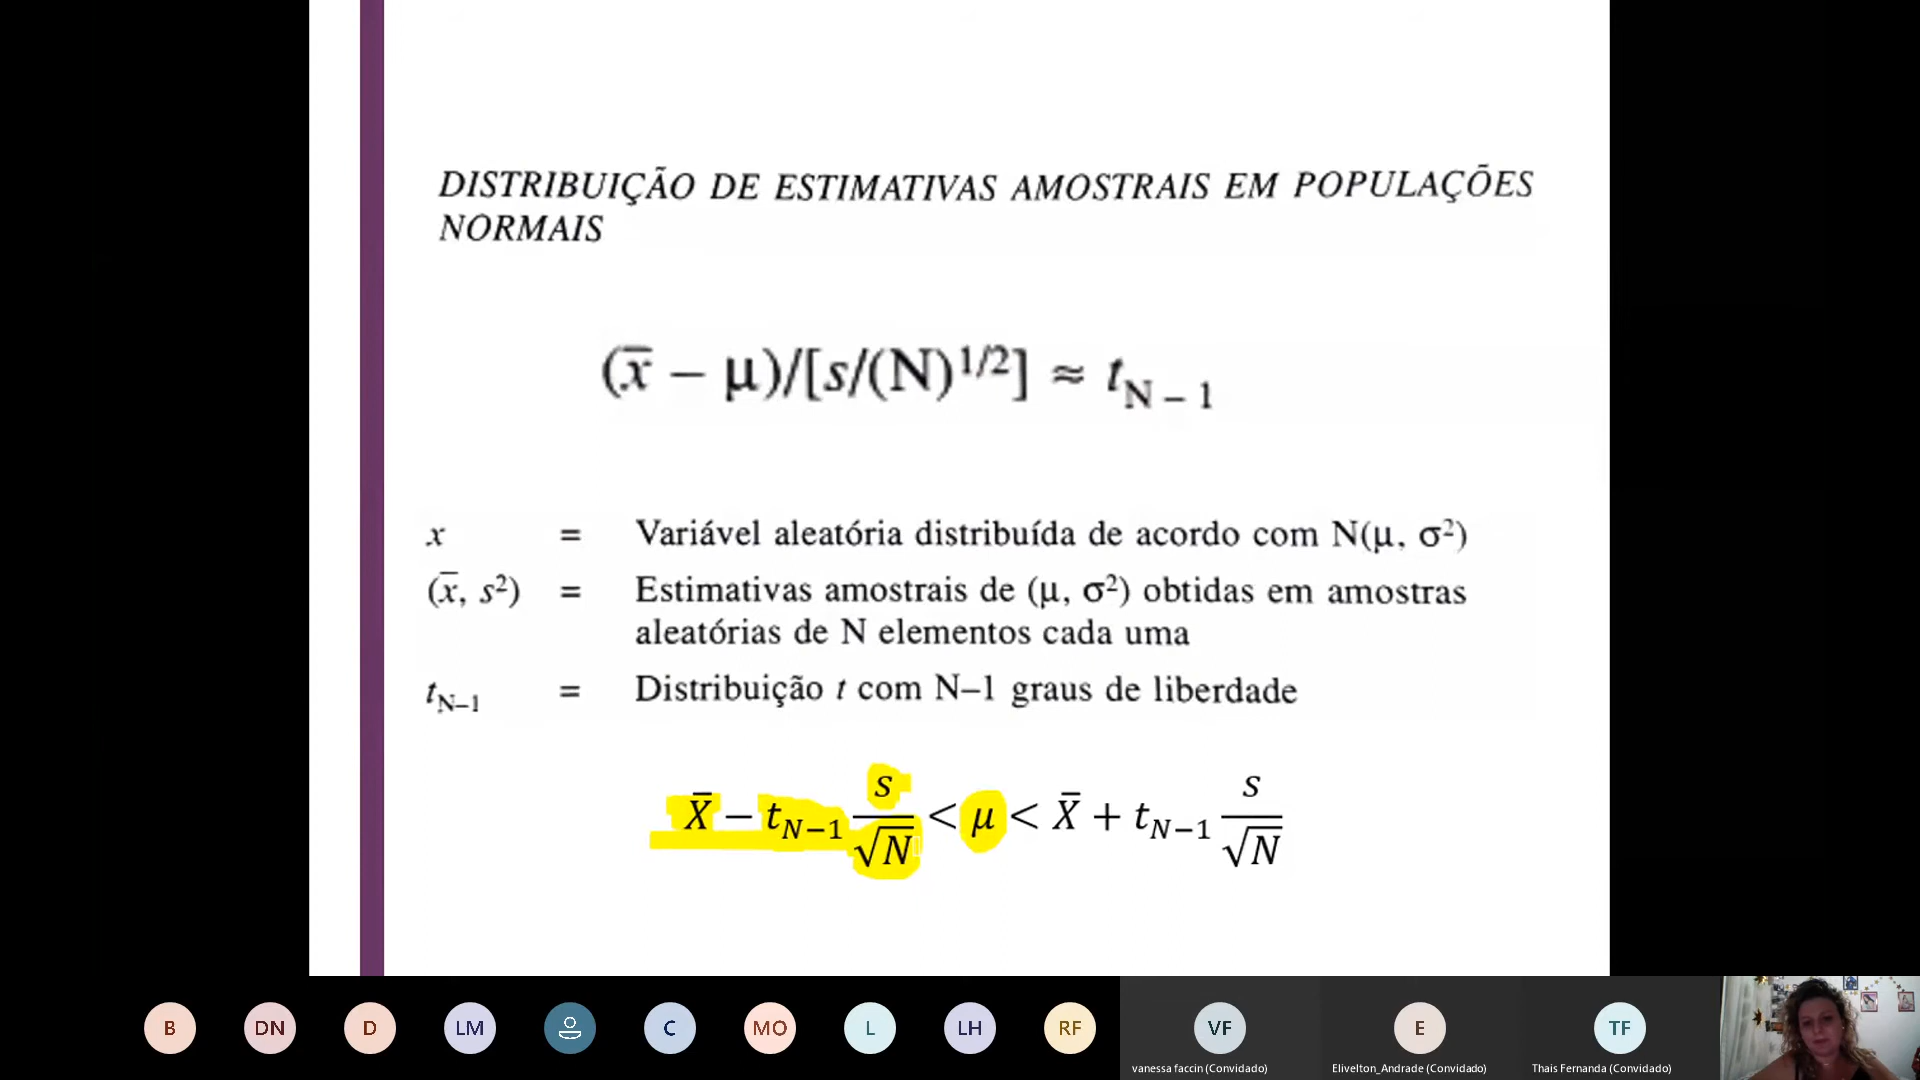 DISTRIBUIÇÃO DE ESTIMATIVAS AMOSTRAIS EM POPULAÇÕES
NORMAIS
(x̅ − μ)/[s/(N)^1/2] ≈ t_N − 1
x = Variável aleatória distribuída de acordo com N(μ, σ²)
(x̅, s²) = Estimativas amostrais de (μ, σ²) obtidas em amostras
aleatórias de N elementos cada uma
t_N–1 = Distribuição t com N–1 graus de liberdade
X̅ − t_N−1 s/√N < μ < X̅ + t_N−1 s/√N
B DN D LM C MO L LH RF VF E TF
vanessa faccin (Convidado) Elivelton_Andrade (Convidado) Thais Fernanda (Convidado)